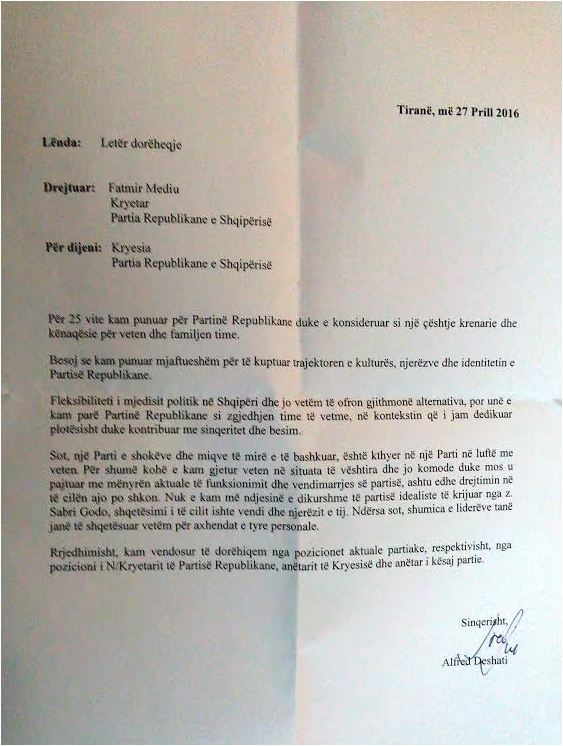 Tiranë, më 27 Prill 2016
Lënda: Letër dorëheqje
Drejtuar: Fatmir Mediu
Kryetar
Partia Republikane e Shqipërisë
Për dijeni: Kryesia
Partia Republikane e Shqipërisë
Për 25 vite kam punuar për Partinë Republikane duke e konsideruar si një çështje krenarie dhe
kënaqësie për veten dhe familjen time.
Besoj se kam punuar mjaftueshëm për të kuptuar trajektoren e kulturës, njerëzve dhe identitetin e
Partisë Republikane.
Fleksibiliteti i mjedisit politik në Shqipëri dhe jo vetëm të ofron gjithmonë alternativa, por unë e
kam parë Partinë Republikane si zgjedhjen time të vetme, në kontekstin që i jam dedikuar
plotësisht duke kontribuar me sinqeritet dhe besim.
Sot, një Parti e shokëve dhe miqve të mirë e të bashkuar, është kthyer në një Parti në luftë me
veten. Për shumë kohë e kam gjetur veten në situata të vështira dhe jo komode duke mos u
pajtuar me mënyrën aktuale të funksionimit dhe vendimarrjes së partisë, ashtu edhe drejtimin në
të cilën ajo po shkon. Nuk e kam më ndjesinë e dikurshme të partisë idealiste të krijuar nga z.
Sabri Godo, shqetësimi i të cilit ishte vendi dhe njerëzit e tij. Ndërsa sot, shumica e liderëve tanë
janë të shqetësuar vetëm për axhendat e tyre personale.
Rrjedhimisht, kam vendosur të dorëhiqem nga pozicionet aktuale partiake, respektivisht, nga
pozicioni i N/Kryetarit të Partisë Republikane, anëtarit të Kryesisë dhe anëtar i kësaj partie.
Sinqerisht,
Alfred Deshati